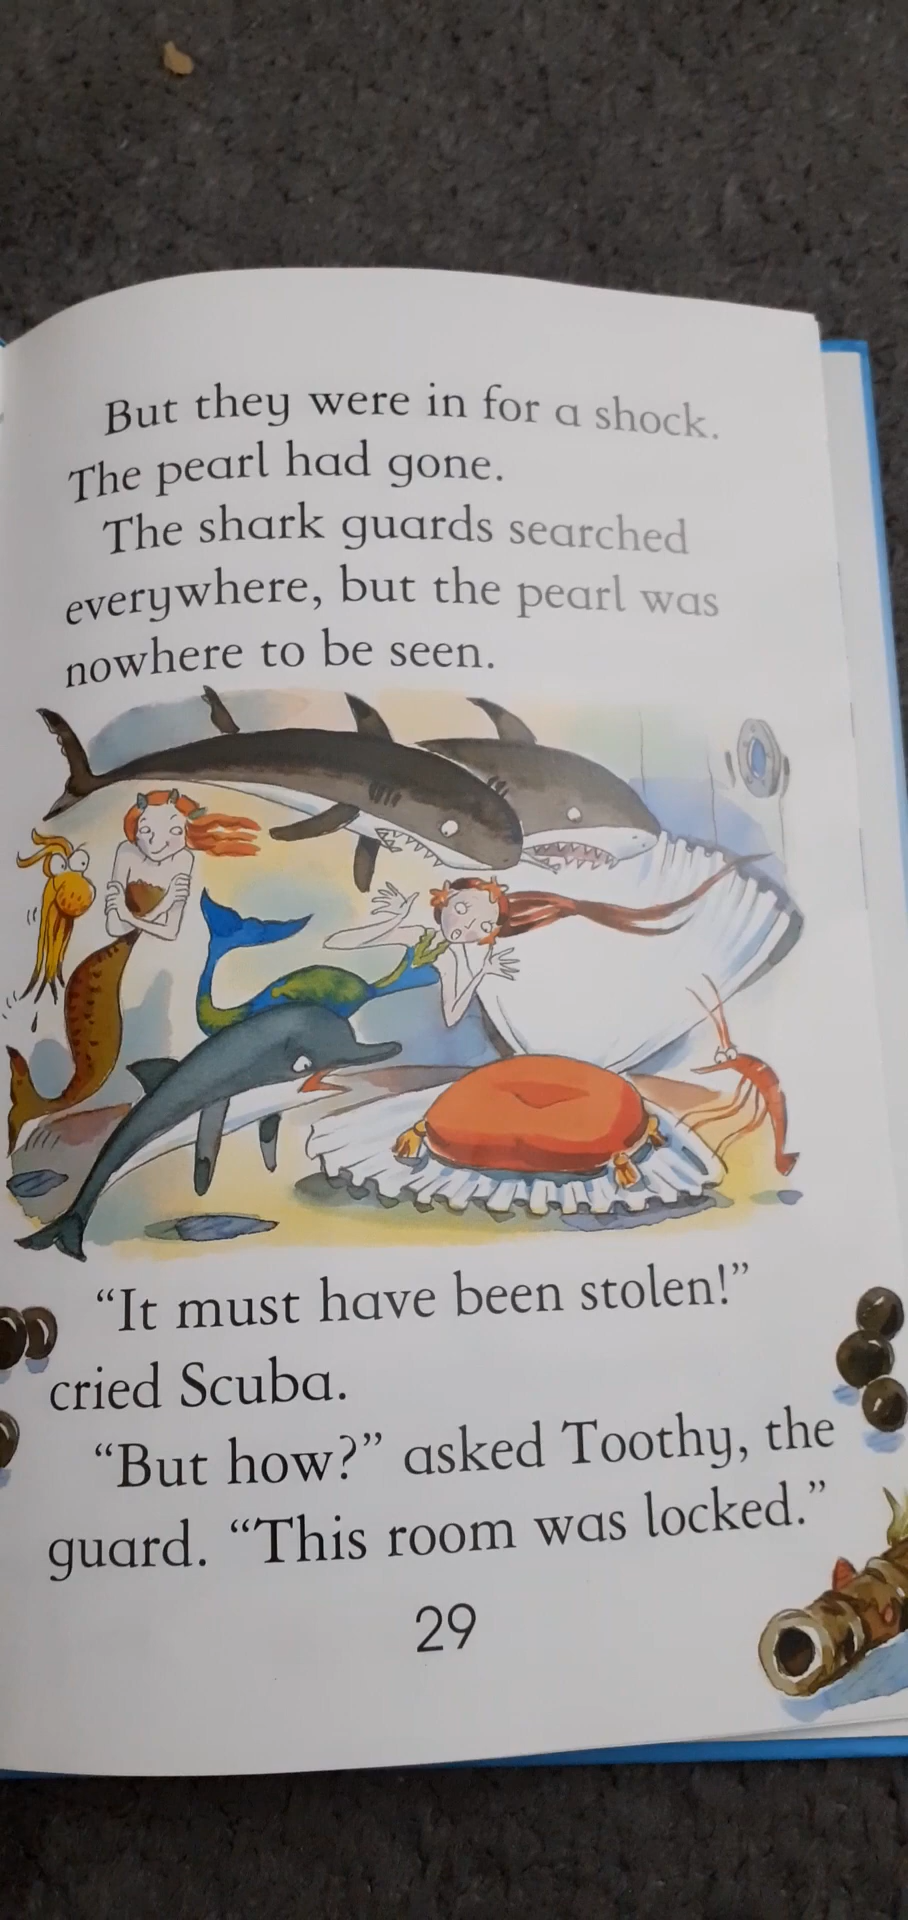 But they were in for a shock.
The pearl had gone.
The shark guards searched
everywhere, but the pearl was
nowhere to be seen.
“It must have been stolen!”
cried Scuba.
“But how?” asked Toothy, the
guard. “This room was locked.”
29